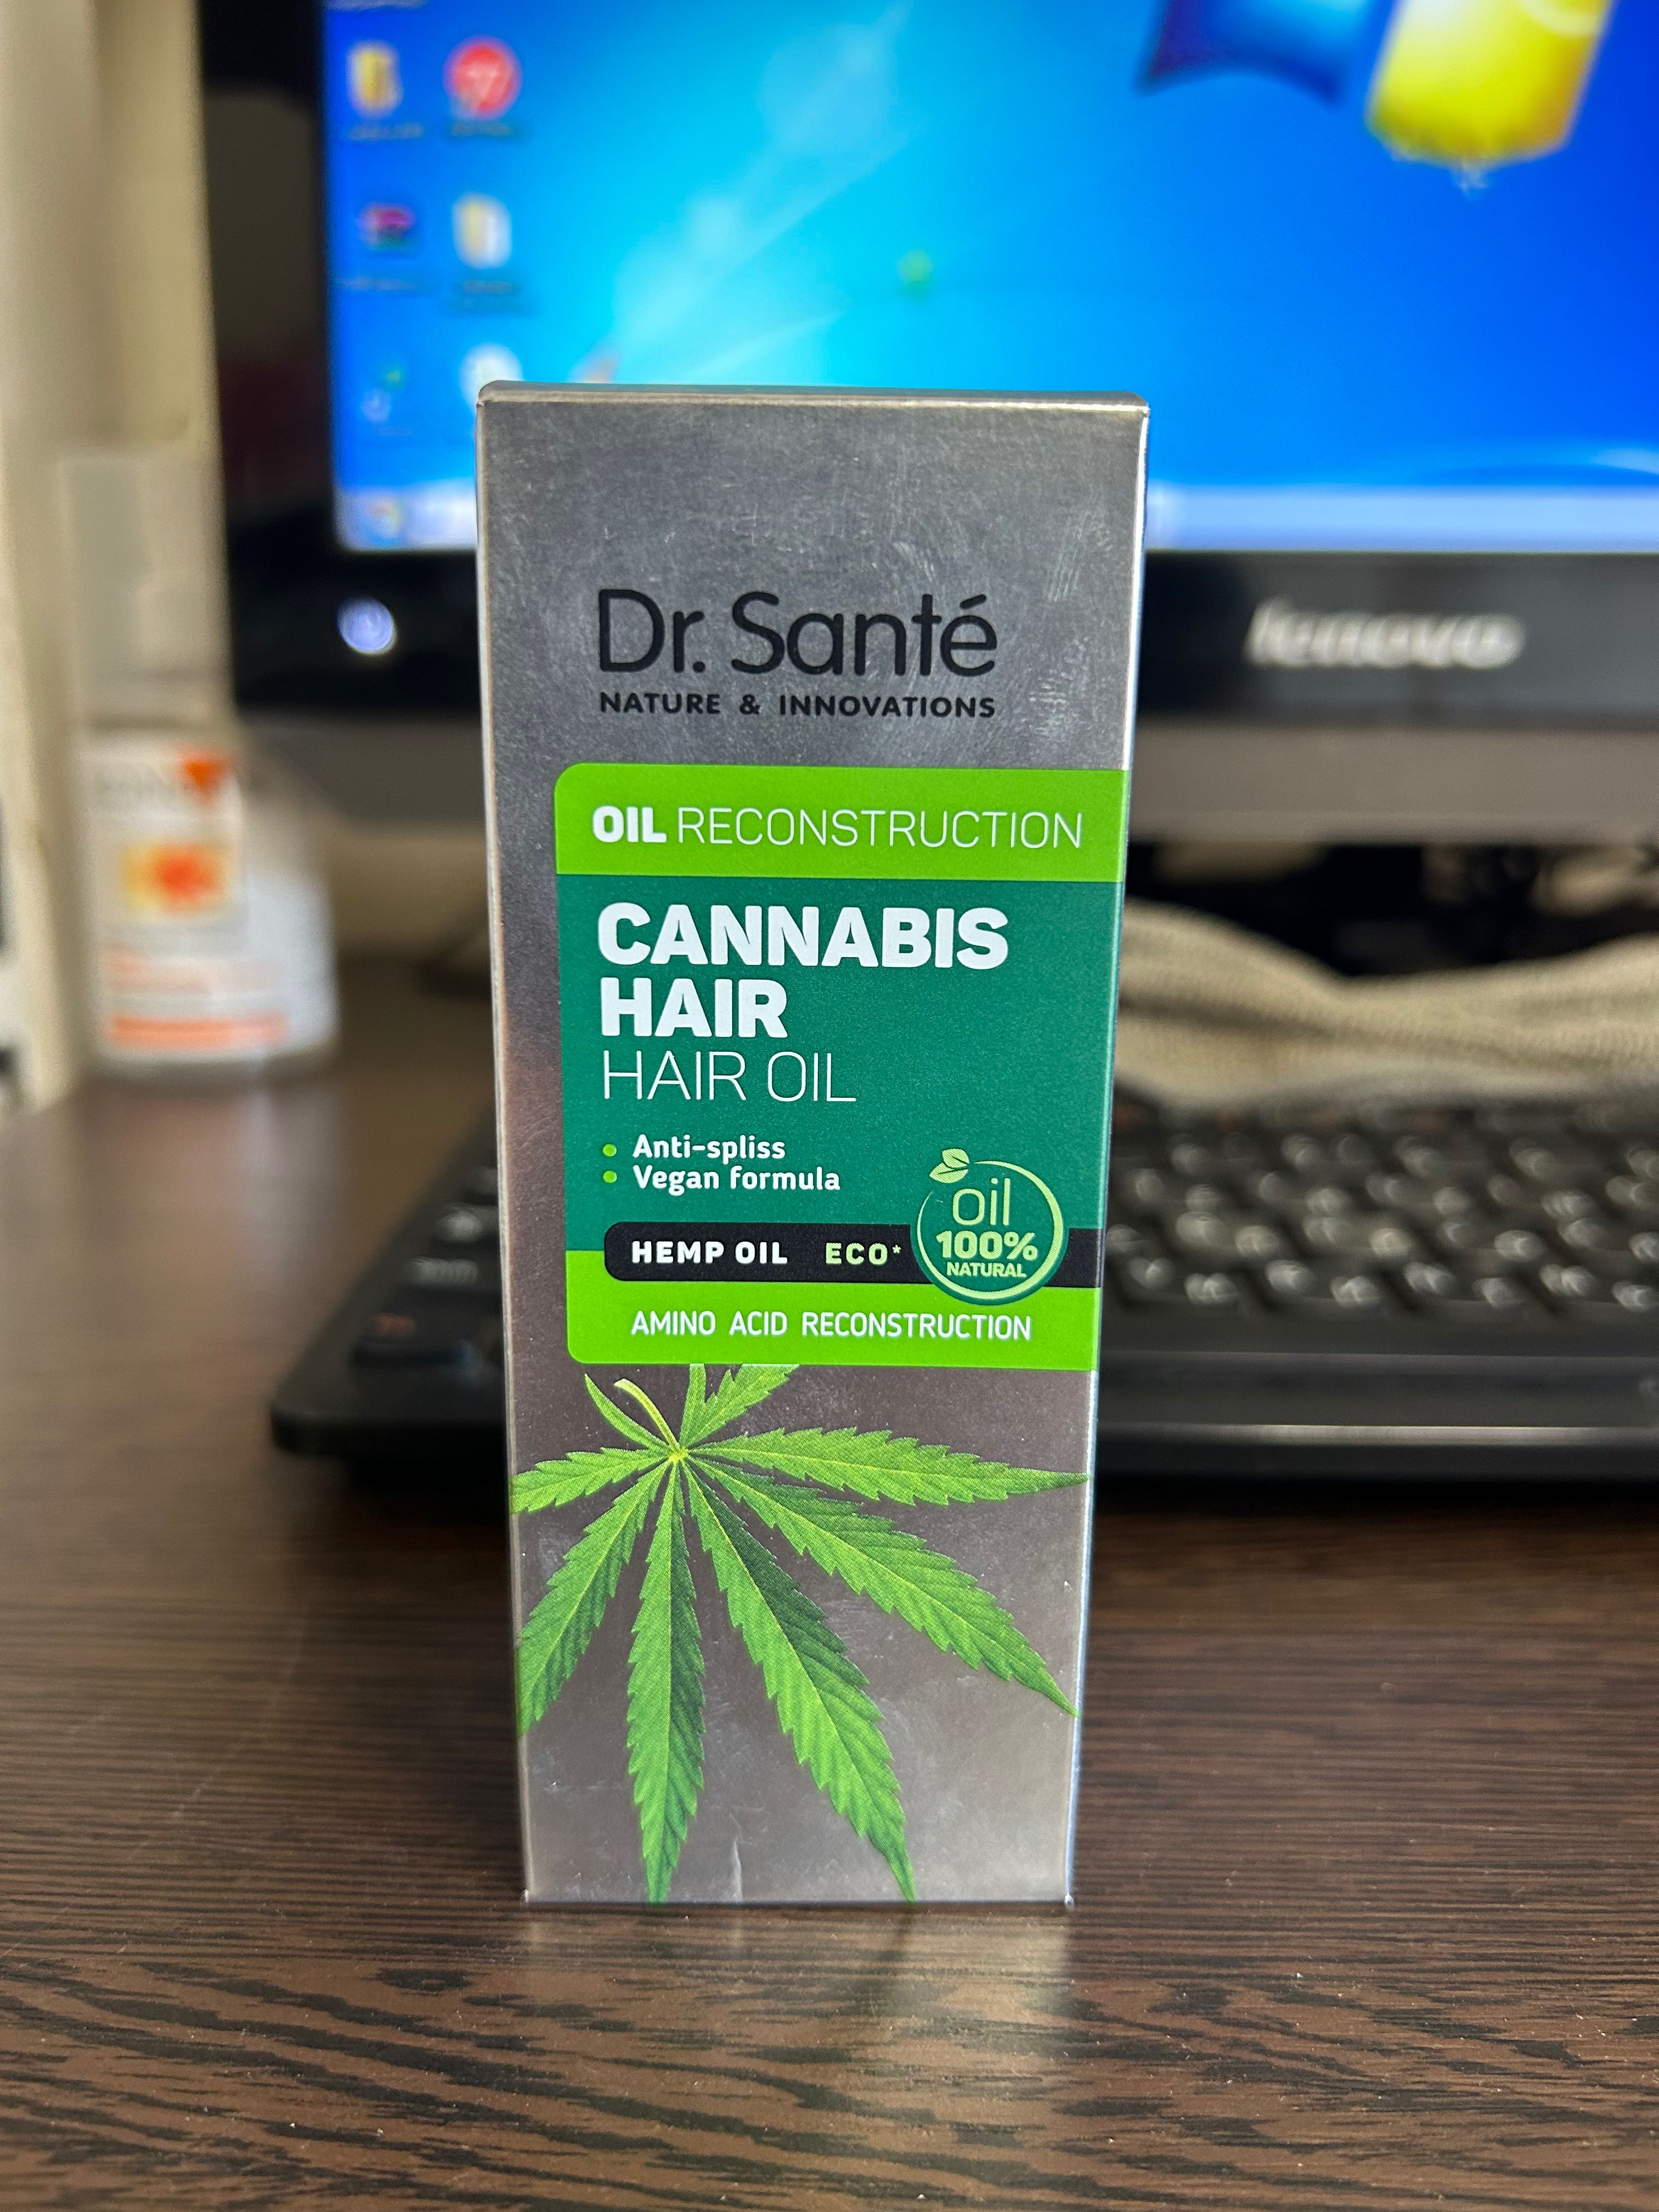 lenovo
Dr. Santé
NATURE & INNOVATIONS
OIL RECONSTRUCTION
CANNABIS
HAIR
HAIR OIL
Anti-spliss
Vegan formula
HEMP OIL ECO*
oil
100%
NATURAL
AMINO ACID RECONSTRUCTION